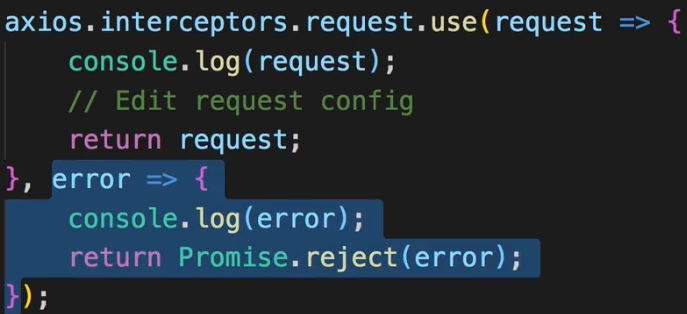 axios.interceptors.request.use(request => {
    console.log(request);
    // Edit request config
    return request;
}, error => {
    console.log(error);
    return Promise.reject(error);
});